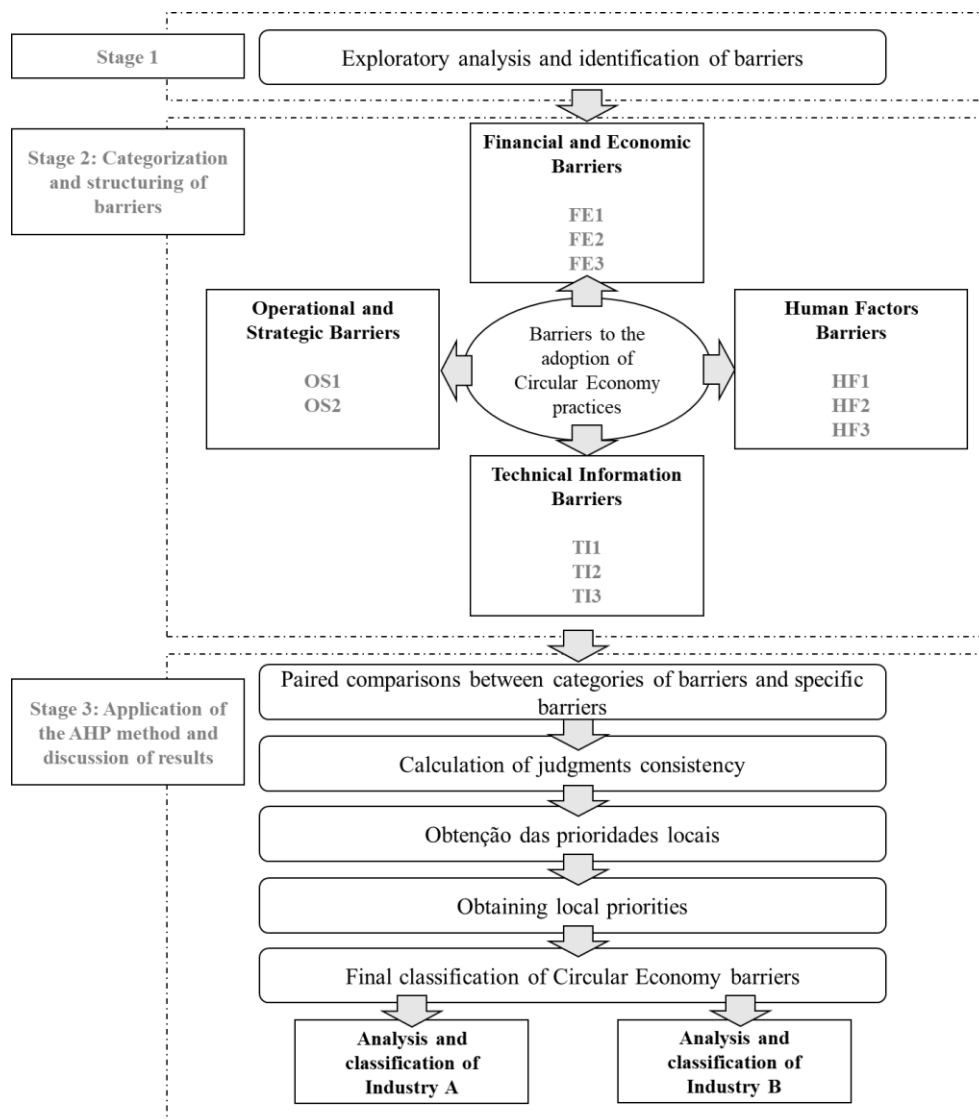 Stage 1
Exploratory analysis and identification of barriers
Stage 2: Categorization
and structuring of
barriers
Financial and Economic
Barriers
FE1
FE2
FE3
Operational and
Strategic Barriers
OS1
OS2
Barriers to the
adoption of
Circular Economy
practices
Human Factors
Barriers
HF1
HF2
HF3
Technical Information
Barriers
TI1
TI2
TI3
Stage 3: Application of
the AHP method and
discussion of results
Paired comparisons between categories of barriers and specific
barriers
Calculation of judgments consistency
Obtenção das prioridades locais
Obtaining local priorities
Final classification of Circular Economy barriers
Analysis and
classification of
Industry A
Analysis and
classification of
Industry B